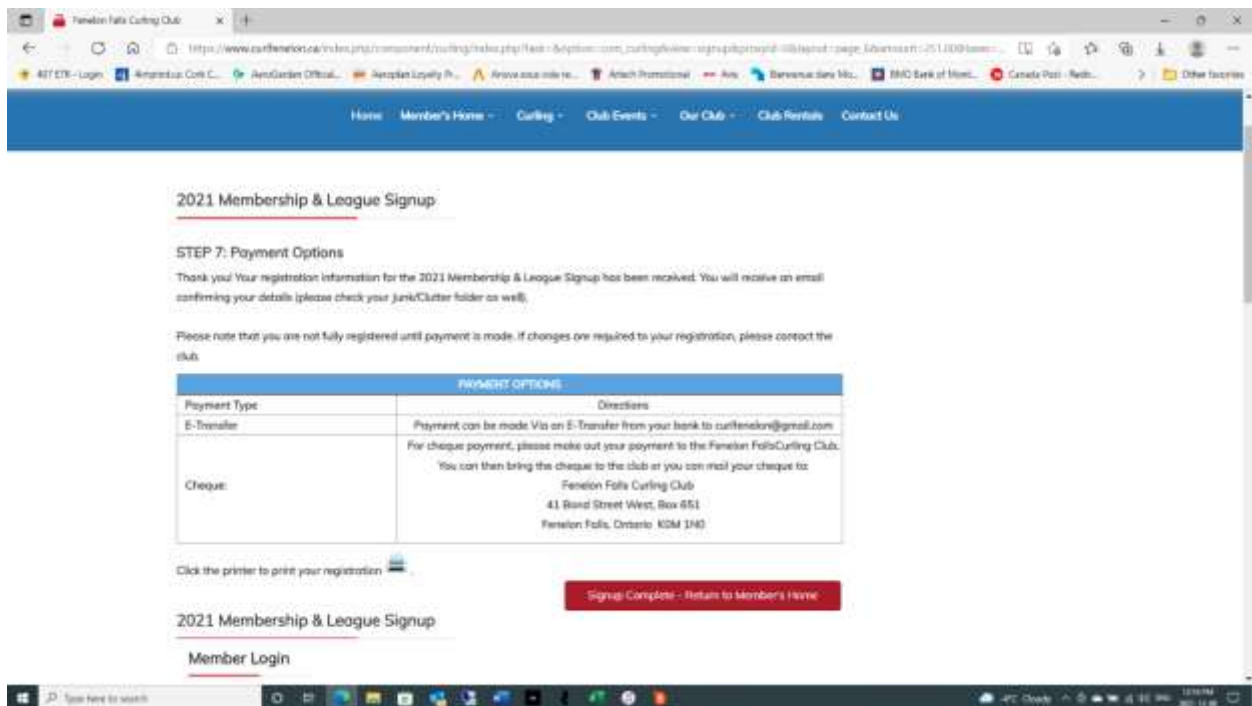 Fenelon Falls Curling Club
Home Member's Home Curling Club Events Our Club Club Rentals Contact Us
2021 Membership & League Signup
STEP 7: Payment Options
Thank you! Your registration information for the 2021 Membership & League Signup has been received. You will receive an email
confirming your details (please check your Junk/Clutter folder as well).
Please note that you are not fully registered until payment is made. If changes are required to your registration, please contact the
club.
PAYMENT OPTIONS
Payment Type Directions
E-Transfer Payment can be made Via an E-Transfer from your bank to curlfenelon@gmail.com
For cheque payment, please make out your payment to the Fenelon FallsCurling Club.
You can then bring the cheque to the club or you can mail your cheque to:
Cheque: Fenelon Falls Curling Club
41 Bond Street West, Box 651
Fenelon Falls, Ontario K0M 1N0
Click the printer to print your registration .
Signup Complete - Return to Member's Home
2021 Membership & League Signup
Member Login
Type here to search